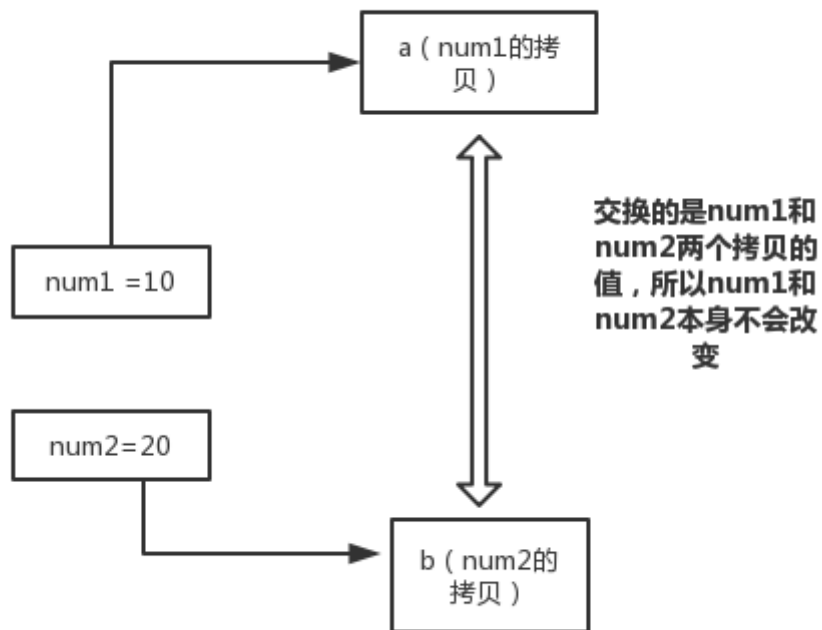 a（num1的拷
贝）
num1 =10
交换的是num1和
num2两个拷贝的
值，所以num1和
num2本身不会改
变
num2=20
b（num2的
拷贝）